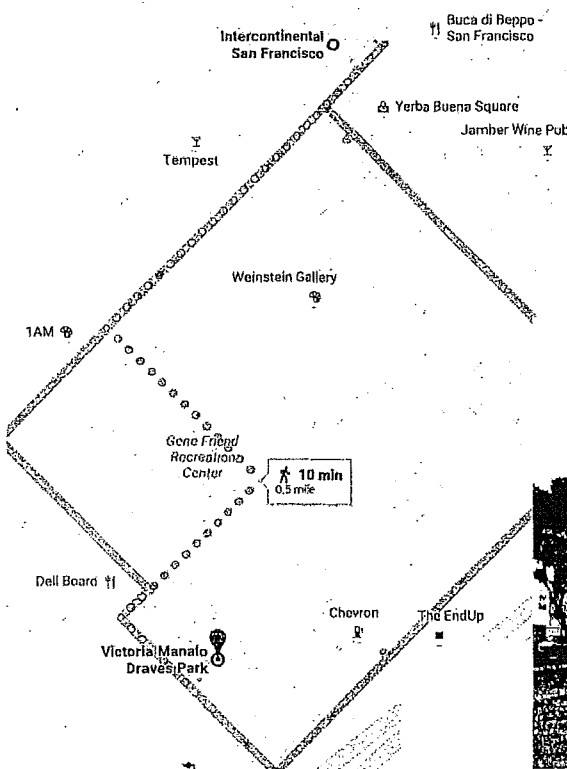 Buca di Beppo -
San Francisco
Intercontinental
San Francisco
Yerba Buena Square
Jamber Wine Pub
Tempest
Weinstein Gallery
1AM
Gene Friend
Recreation
Center
10 min
0.5 mile
Deli Board
Chevron
The EndUp
Victoria Manalo
Draves Park